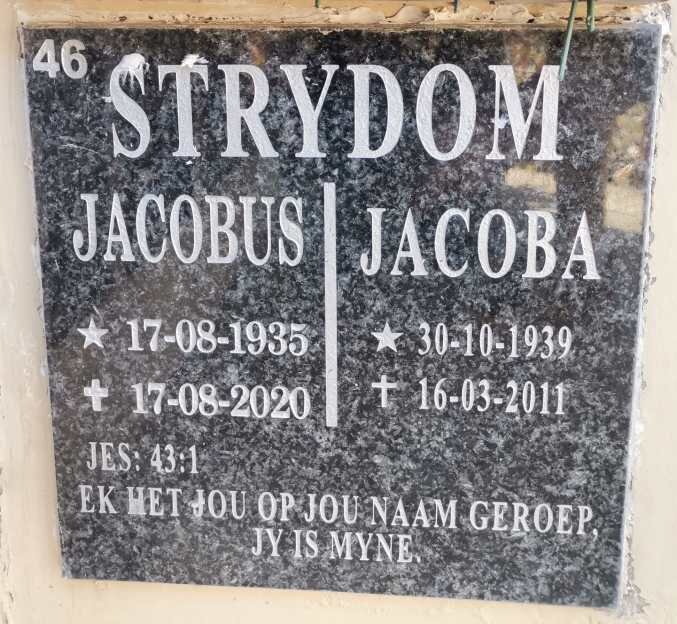 46
STRYDOM
JACOBUS
★ 17-08-1935
✝ 17-08-2020
JACOBA
★ 30-10-1939
✝ 16-03-2011
JES: 43:1
EK HET JOU OP JOU NAAM GEROEP.
JY IS MYNE.